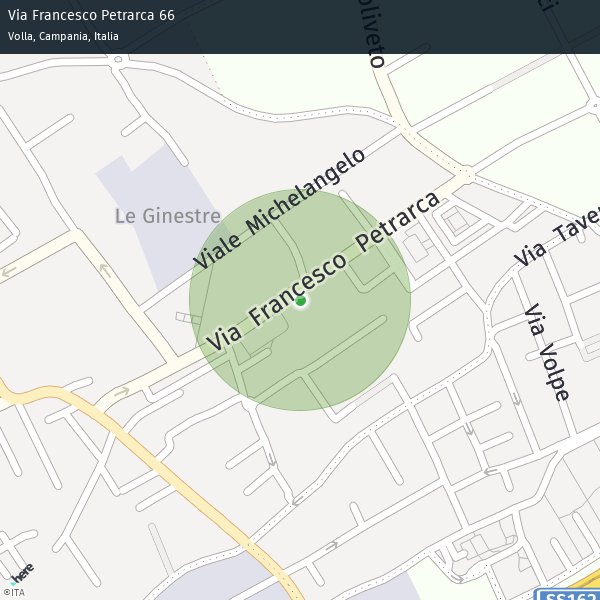 Via Francesco Petrarca 66
Volla, Campania, Italia
oliveto
ci
Viale Michelangelo
Le Ginestre
Via Francesco Petrarca
Via Taver
Via Volpe
here
©ITA
SS162